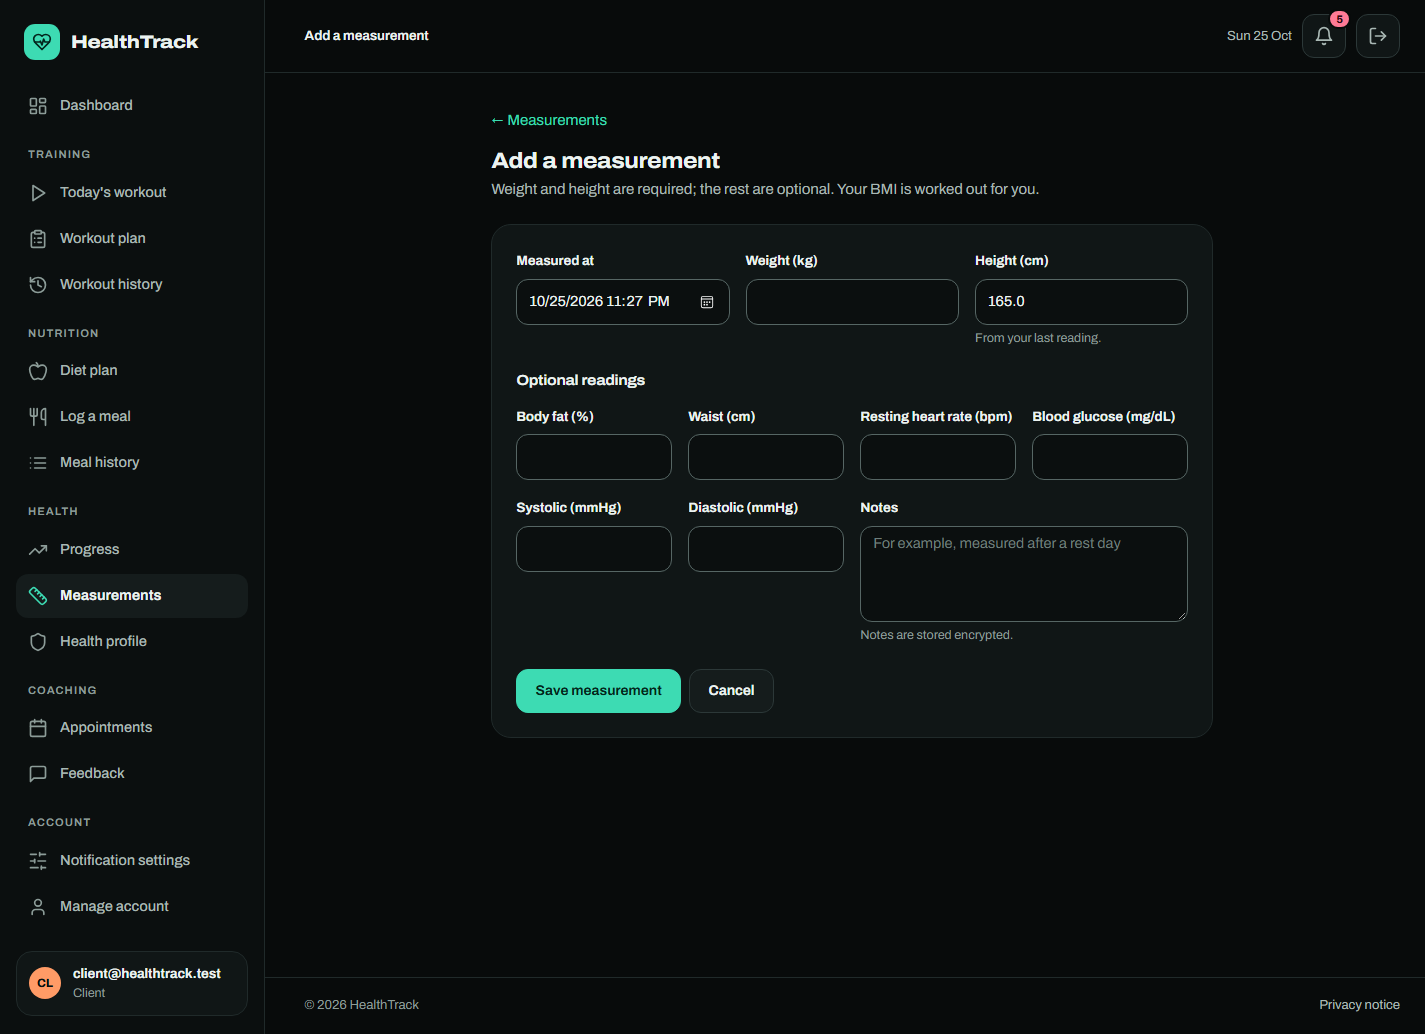 HealthTrack
Dashboard
TRAINING
Today's workout
Workout plan
Workout history
NUTRITION
Diet plan
Log a meal
Meal history
HEALTH
Progress
Measurements
Health profile
COACHING
Appointments
Feedback
ACCOUNT
Notification settings
Manage account
CL
client@healthtrack.test
Client
Add a measurement
Sun 25 Oct
5
← Measurements
Add a measurement
Weight and height are required; the rest are optional. Your BMI is worked out for you.
Measured at
Weight (kg)
Height (cm)
10/25/2026 11:27 PM
165.0
From your last reading.
Optional readings
Body fat (%)
Waist (cm)
Resting heart rate (bpm)
Blood glucose (mg/dL)
Systolic (mmHg)
Diastolic (mmHg)
Notes
For example, measured after a rest day
Notes are stored encrypted.
Save measurement
Cancel
© 2026 HealthTrack
Privacy notice